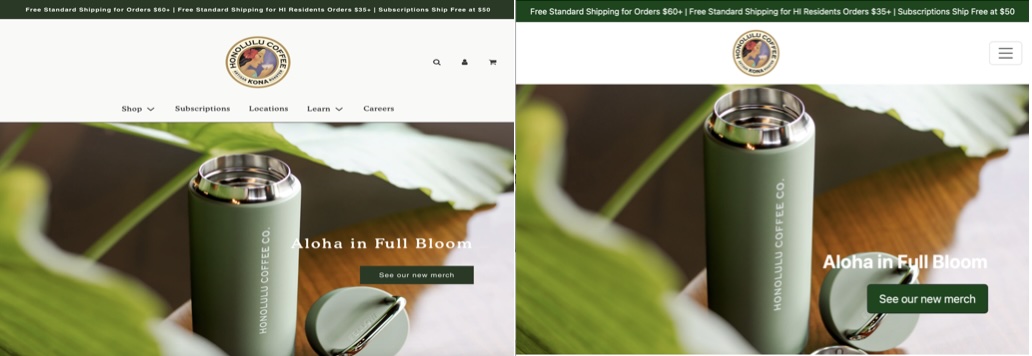 Free Standard Shipping for Orders $60+ | Free Standard Shipping for HI Residents Orders $35+ | Subscriptions Ship Free at $50
HONOLULU COFFEE
KONA
Shop Subscriptions Locations Learn Careers
HONOLULU COFFEE CO.
Aloha in Full Bloom
See our new merch
Free Standard Shipping for Orders $60+ | Free Standard Shipping for HI Residents Orders $35+ | Subscriptions Ship Free at $50
HONOLULU COFFEE
KONA
HONOLULU COFFEE CO.
Aloha in Full Bloom
See our new merch